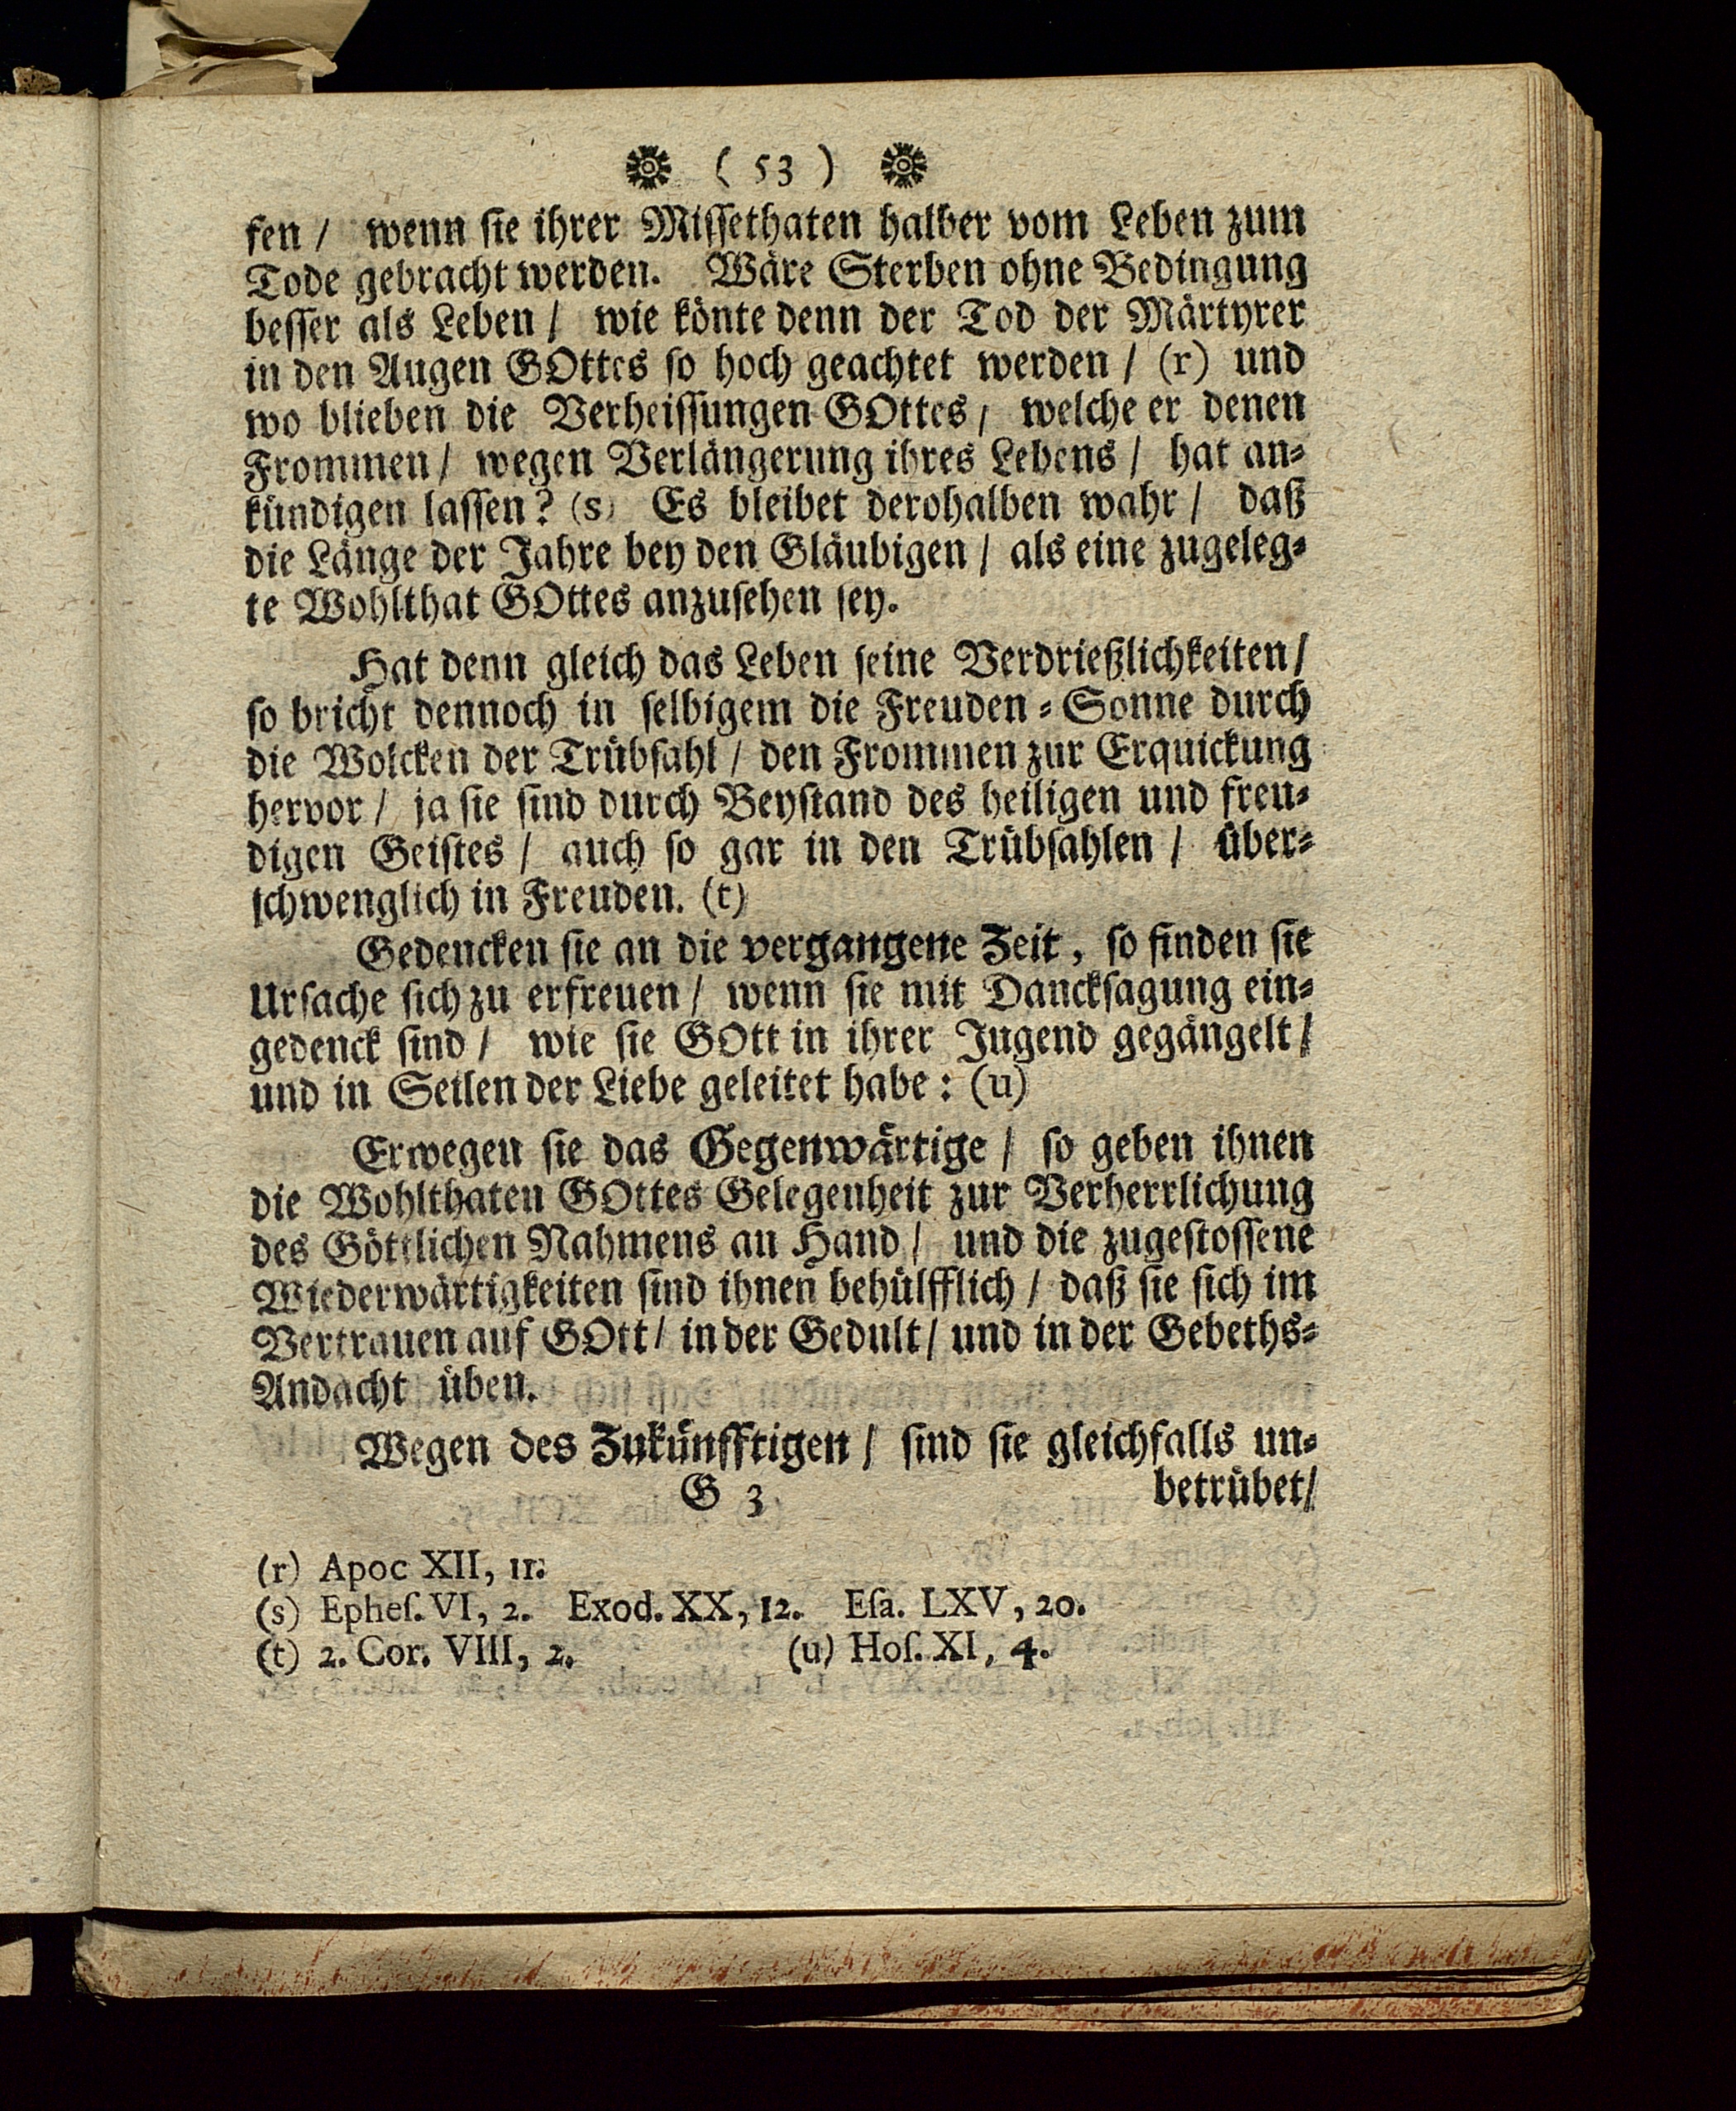 ( 53 )
fen / wenn sie ihrer Missethaten halber vom Leben zum
Tode gebracht werden. Wäre Sterben ohne Bedingung
besser als Leben / wie könte denn der Tod der Märtyrer
in den Augen GOttes so hoch geachtet werden / (r) und
wo blieben die Verheissungen GOttes / welche er denen
Frommen / wegen Verlängerung ihres Lebens / hat an-
kündigen lassen? (s) Es bleibet derohalben wahr / daß
die Länge der Jahre bey den Gläubigen / als eine zugeleg-
te Wohlthat GOttes anzusehen sey.
Hat denn gleich das Leben seine Verdrießlichkeiten /
so bricht dennoch in selbigem die Freuden-Sonne durch
die Wolcken der Trübsahl / den Frommen zur Erquickung
hervor / ja sie sind durch Beystand des heiligen und freu-
digen Geistes / auch so gar in den Trübsahlen / über-
schwenglich in Freuden. (t)
Gedencken sie an die vergangene Zeit, so finden sie
Ursache sich zu erfreuen / wenn sie mit Dancksagung ein-
gedenck sind / wie sie GOtt in ihrer Jugend gegängelt /
und in Seilen der Liebe geleitet habe: (u)
Erwegen sie das Gegenwärtige / so geben ihnen
die Wohlthaten GOttes Gelegenheit zur Verherrlichung
des Göttlichen Nahmens an Hand / und die zugestossene
Wiederwärtigkeiten sind ihnen behülfflich / daß sie sich im
Vertrauen auf GOtt / in der Gedult / und in der Gebeths-
Andacht üben.
Wegen des Zukünfftigen / sind sie gleichfalls un-
G 3 betrübet/
(r) Apoc XII, 11.
(s) Ephes. VI, 2. Exod. XX, 12. Esa. LXV, 20.
(t) 2. Cor. VIII, 2. (u) Hos. XI, 4.